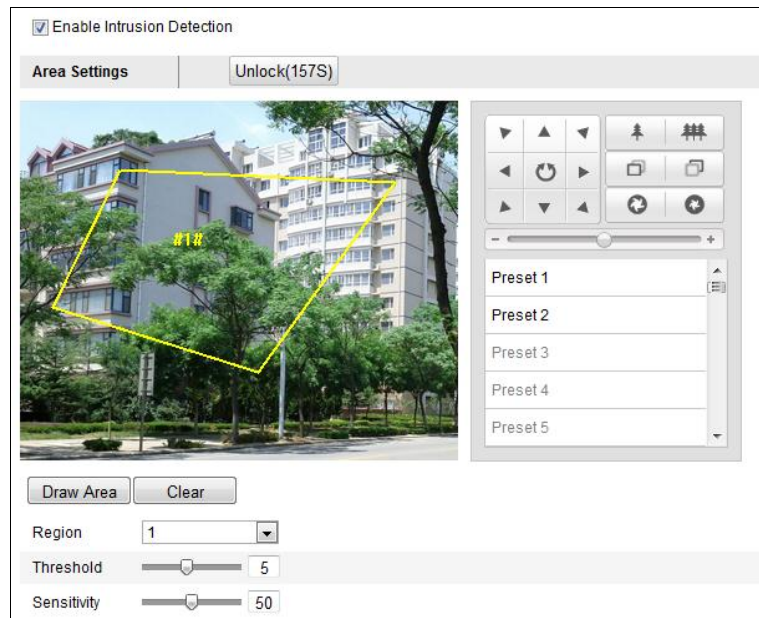 Enable Intrusion Detection
Area Settings
Unlock(157S)
#1#
Preset 1
Preset 2
Preset 3
Preset 4
Preset 5
Draw Area
Clear
Region
1
Threshold
5
Sensitivity
50